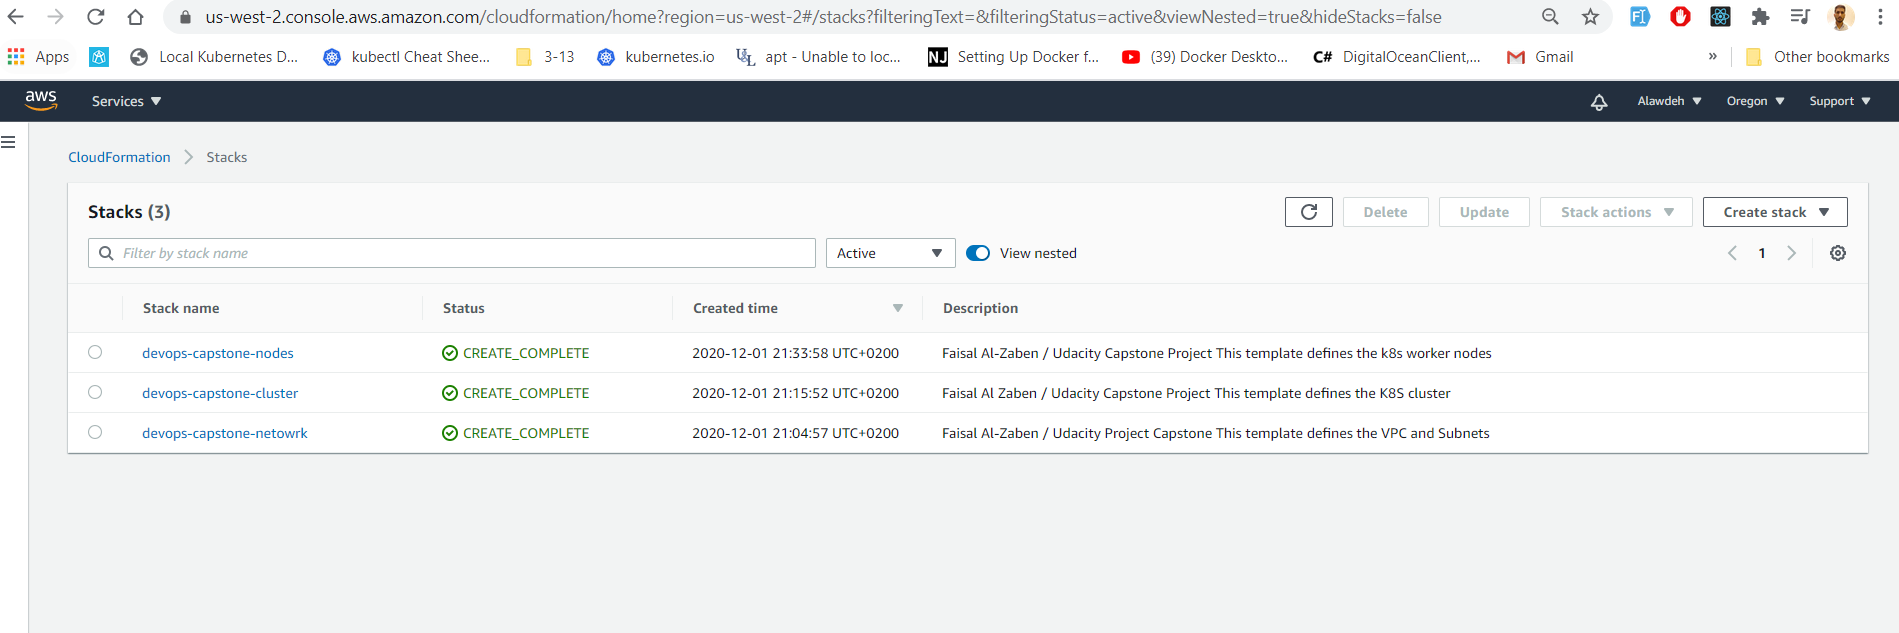 us-west-2.console.aws.amazon.com/cloudformation/home?region=us-west-2#/stacks?filteringText=&filteringStatus=active&viewNested=true&hideStacks=false
Apps Local Kubernetes D... kubectl Cheat Shee... 3-13 kubernetes.io apt - Unable to loc... NJ Setting Up Docker f... (39) Docker Deskto... C# DigitalOceanClient,... Gmail » Other bookmarks
aws Services Alawdeh Oregon Support
CloudFormation Stacks
Stacks (3) Delete Update Stack actions Create stack
Filter by stack name Active View nested 1
Stack name Status Created time Description
devops-capstone-nodes CREATE_COMPLETE 2020-12-01 21:33:58 UTC+0200 Faisal Al-Zaben / Udacity Capstone Project This template defines the k8s worker nodes
devops-capstone-cluster CREATE_COMPLETE 2020-12-01 21:15:52 UTC+0200 Faisal Al Zaben / Udacity Capstone Project This template defines the K8S cluster
devops-capstone-netowrk CREATE_COMPLETE 2020-12-01 21:04:57 UTC+0200 Faisal Al-Zaben / Udacity Project Capstone This template defines the VPC and Subnets